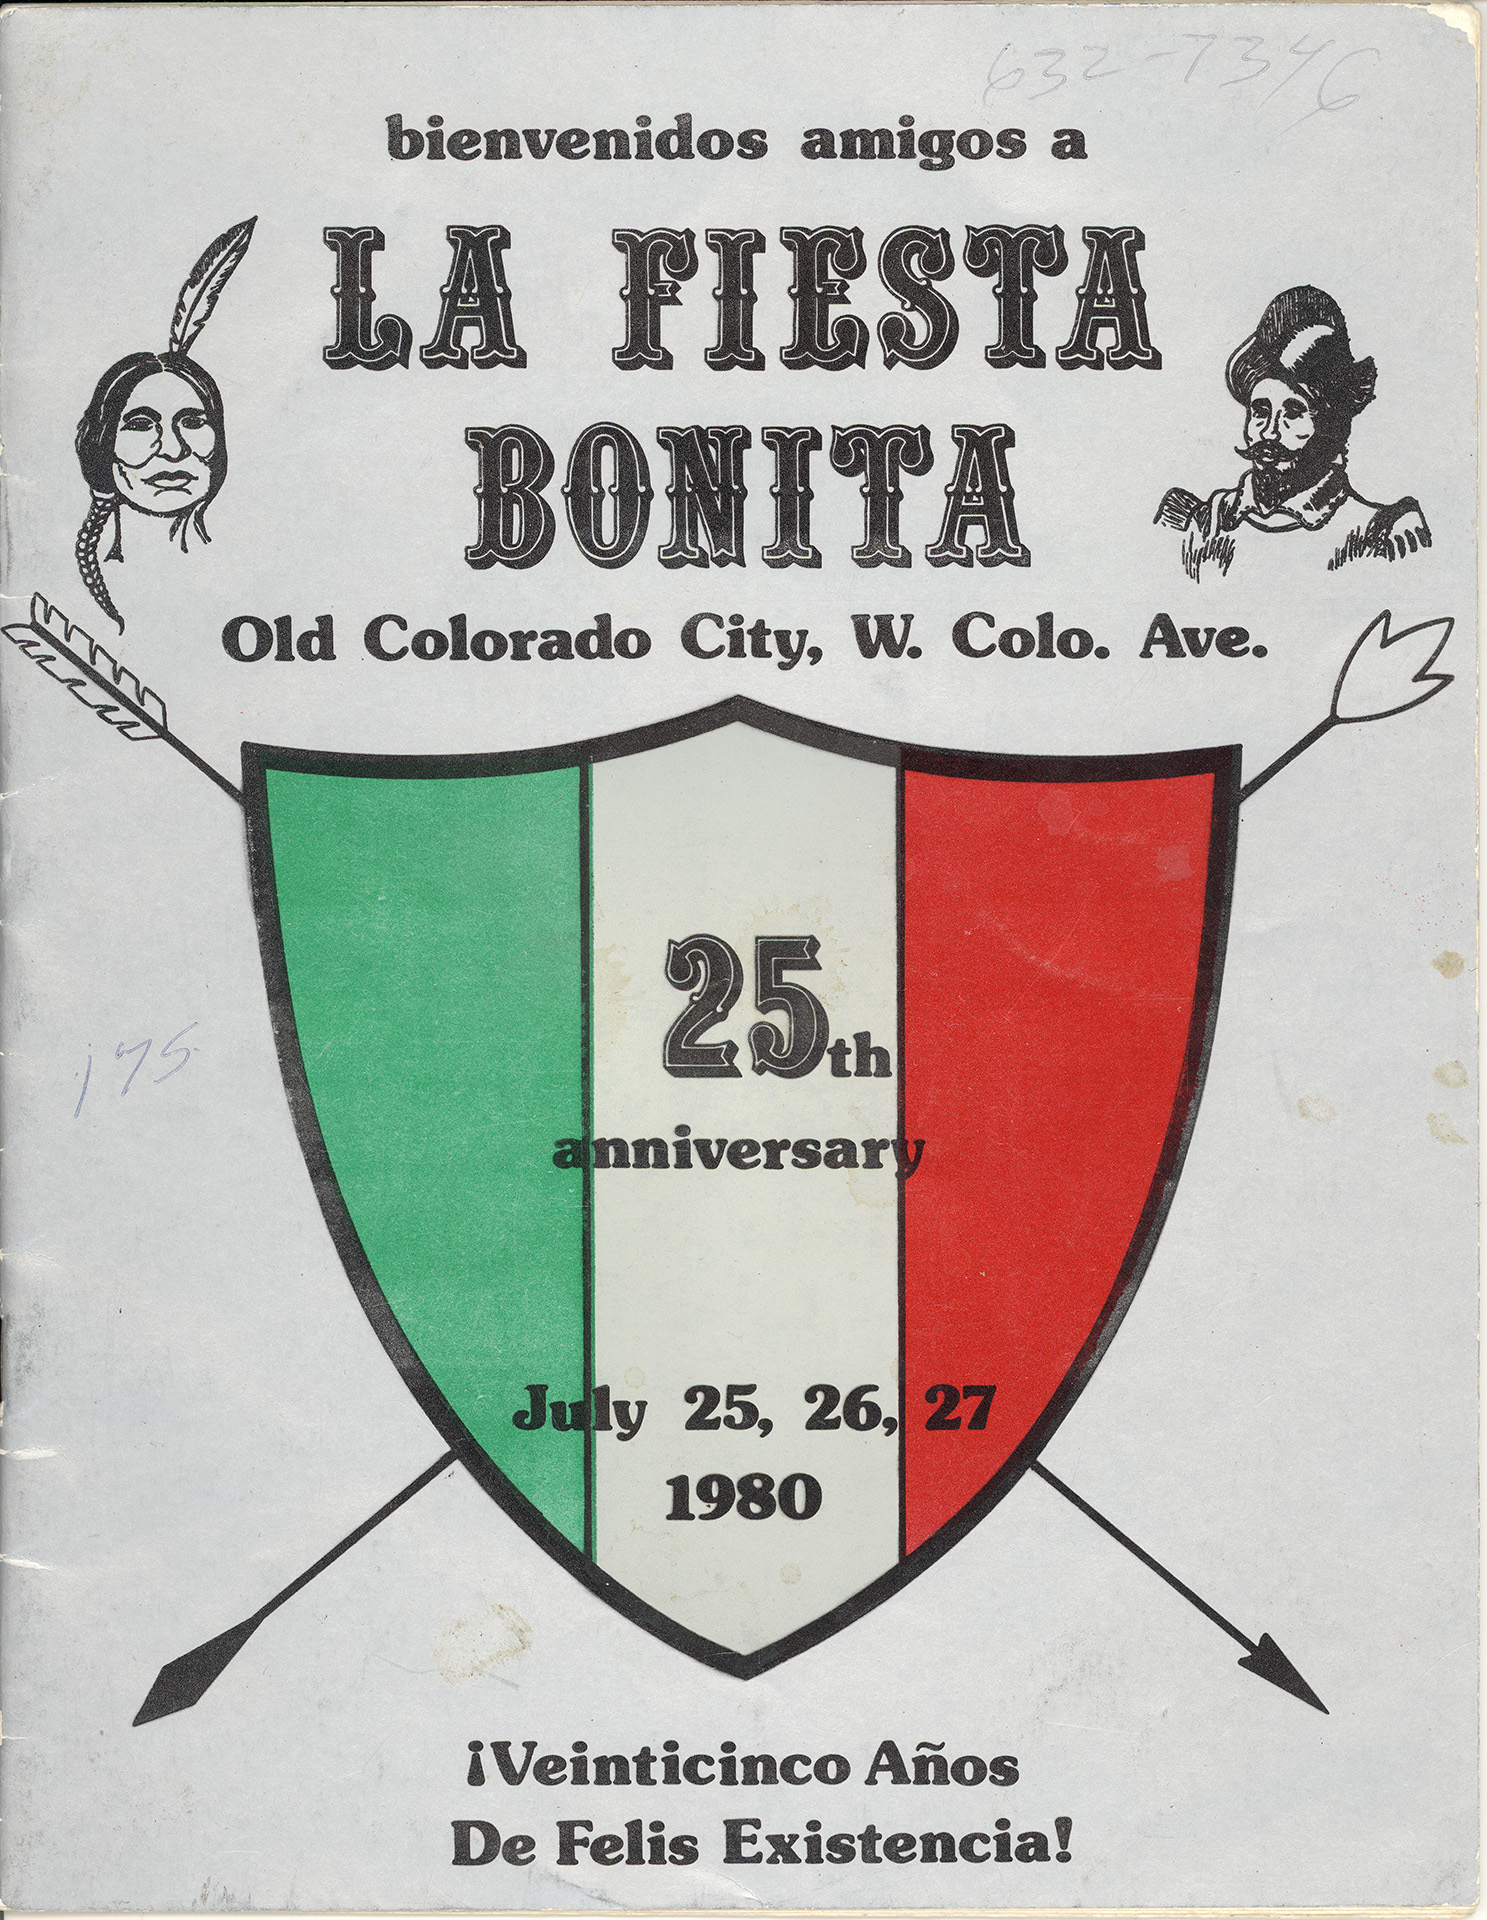 632-7346
bienvenidos amigos a
LA FIESTA
BONITA
Old Colorado City, W. Colo. Ave.
25th
anniversary
175
July 25, 26, 27
1980
¡Veinticinco Años
De Felis Existencia!